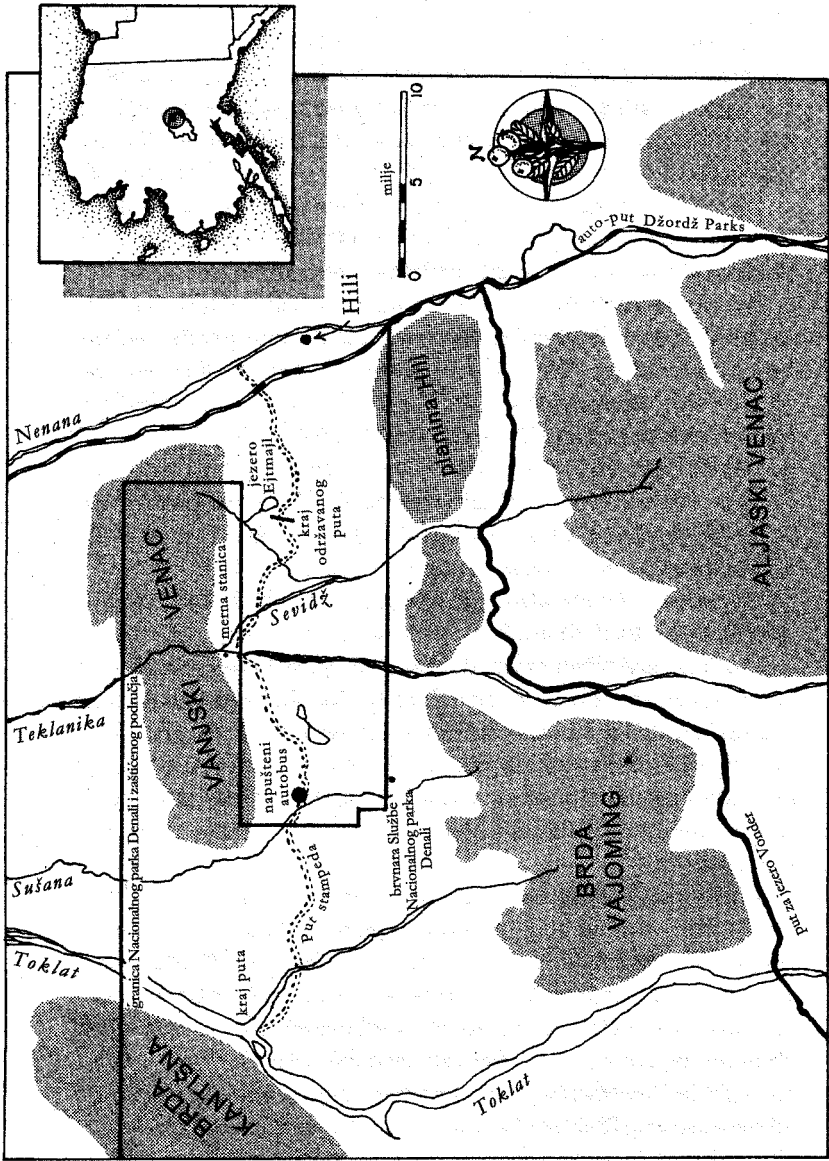 milje
0
5
10
N
auto-put Džordž Parks
Hili
Nenana
planina Hili
ALJASKI VENAC
jezero
Ejtmajl
kraj
održavanog
puta
VANJSKI
VENAC
merna stanica
Sevidž
Teklanika
granica Nacionalnog parka Denali i zaštićenog područja
napušteni
autobus
Sušana
Put stampeda
brvnara Službe
Nacionalnog parka
Denali
BRDA
VAJOMING
put za jezero Vonder
Toklat
kraj puta
BRDA
KANTIŠNA
Toklat